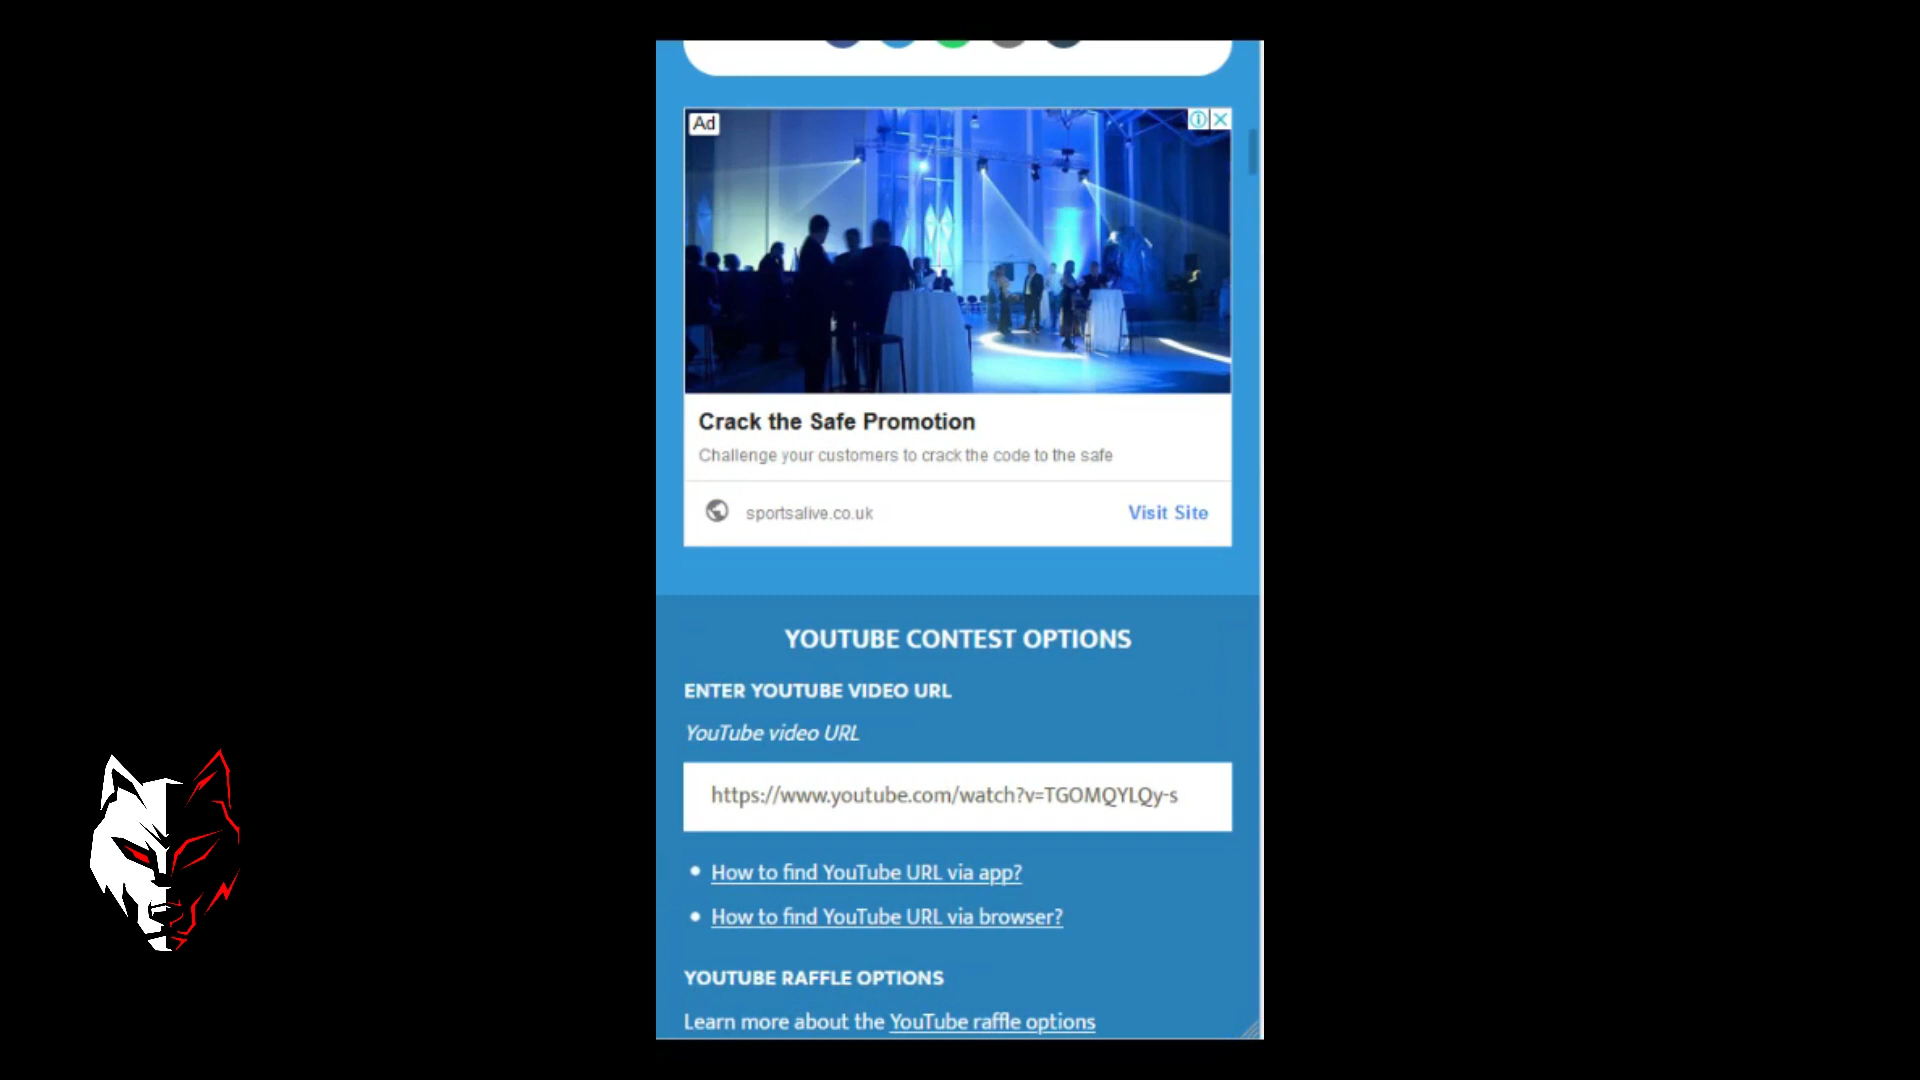 Ad
Crack the Safe Promotion
Challenge your customers to crack the code to the safe
sportsalive.co.uk
Visit Site
YOUTUBE CONTEST OPTIONS
ENTER YOUTUBE VIDEO URL
YouTube video URL
https://www.youtube.com/watch?v=TGOMQYLQy-s
How to find YouTube URL via app?
How to find YouTube URL via browser?
YOUTUBE RAFFLE OPTIONS
Learn more about the YouTube raffle options